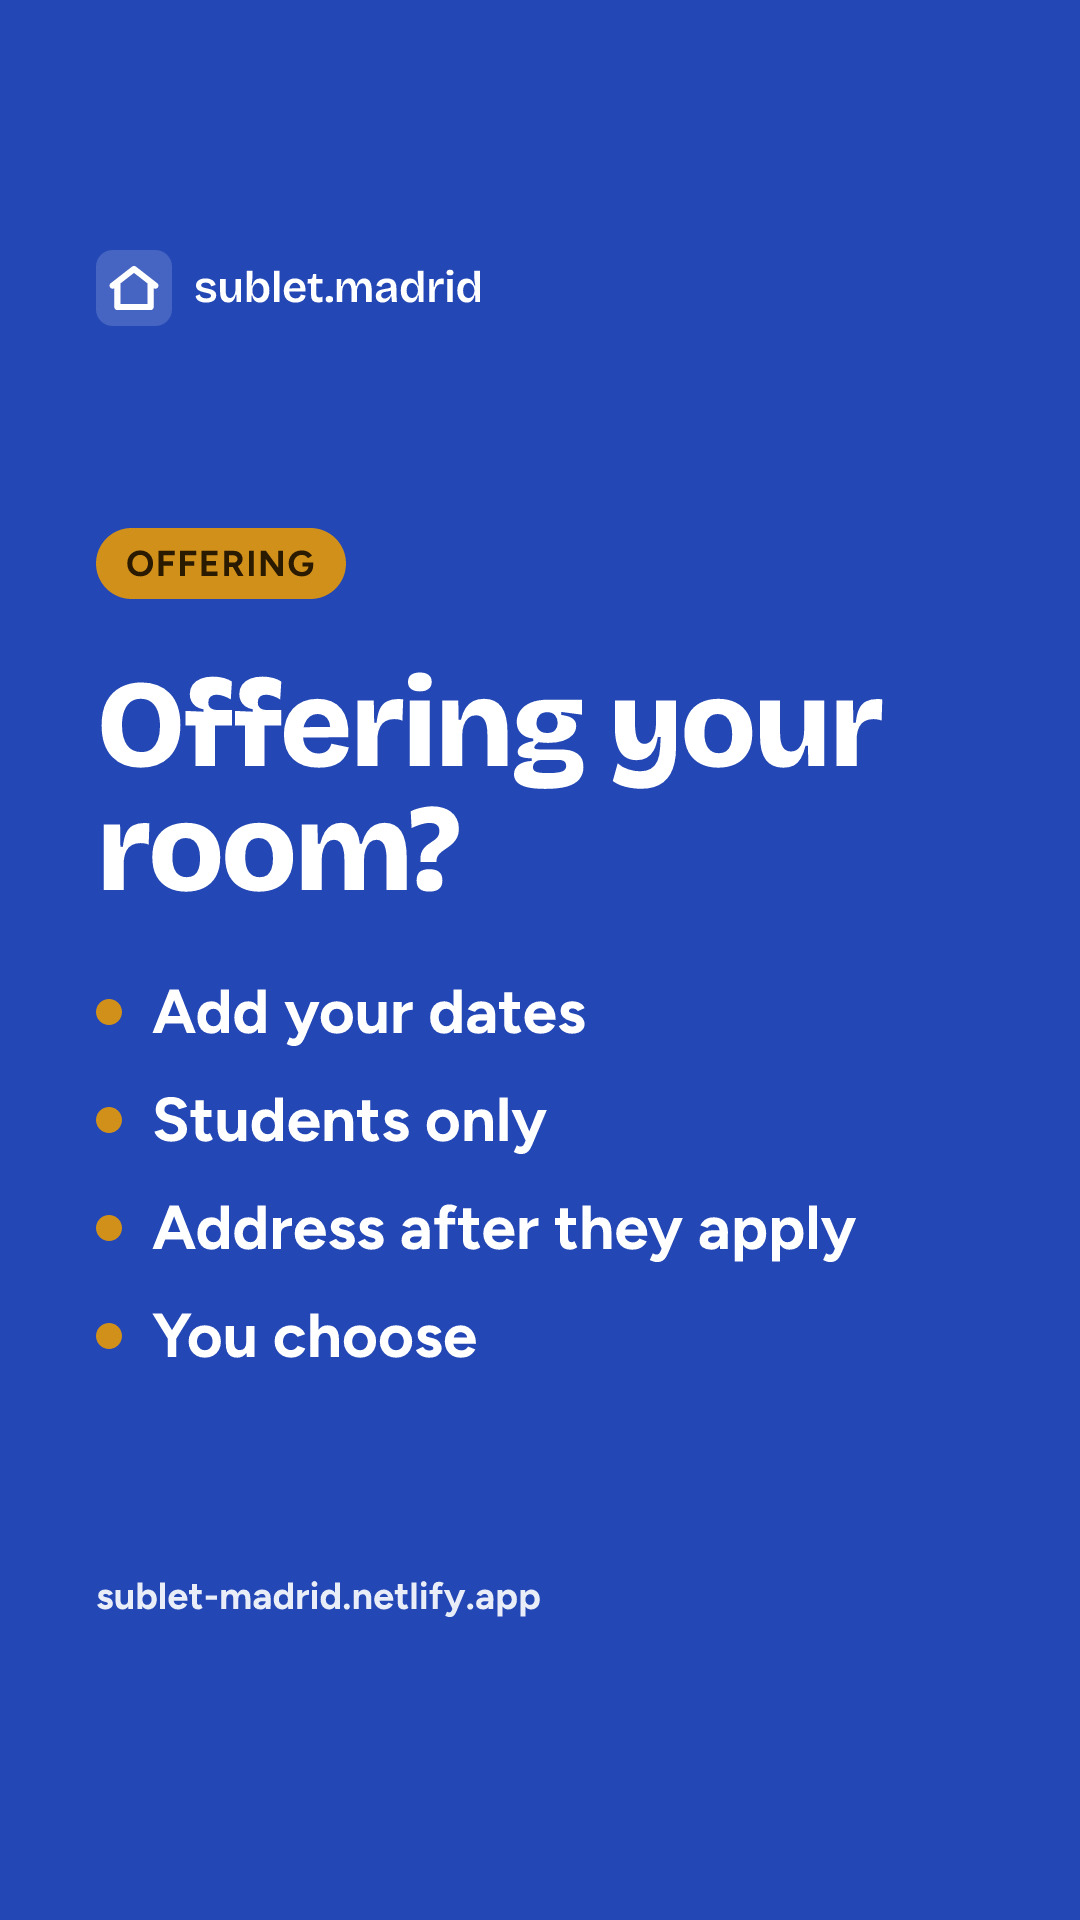 sublet.madrid
OFFERING
Offering your
room?
Add your dates
Students only
Address after they apply
You choose
sublet-madrid.netlify.app